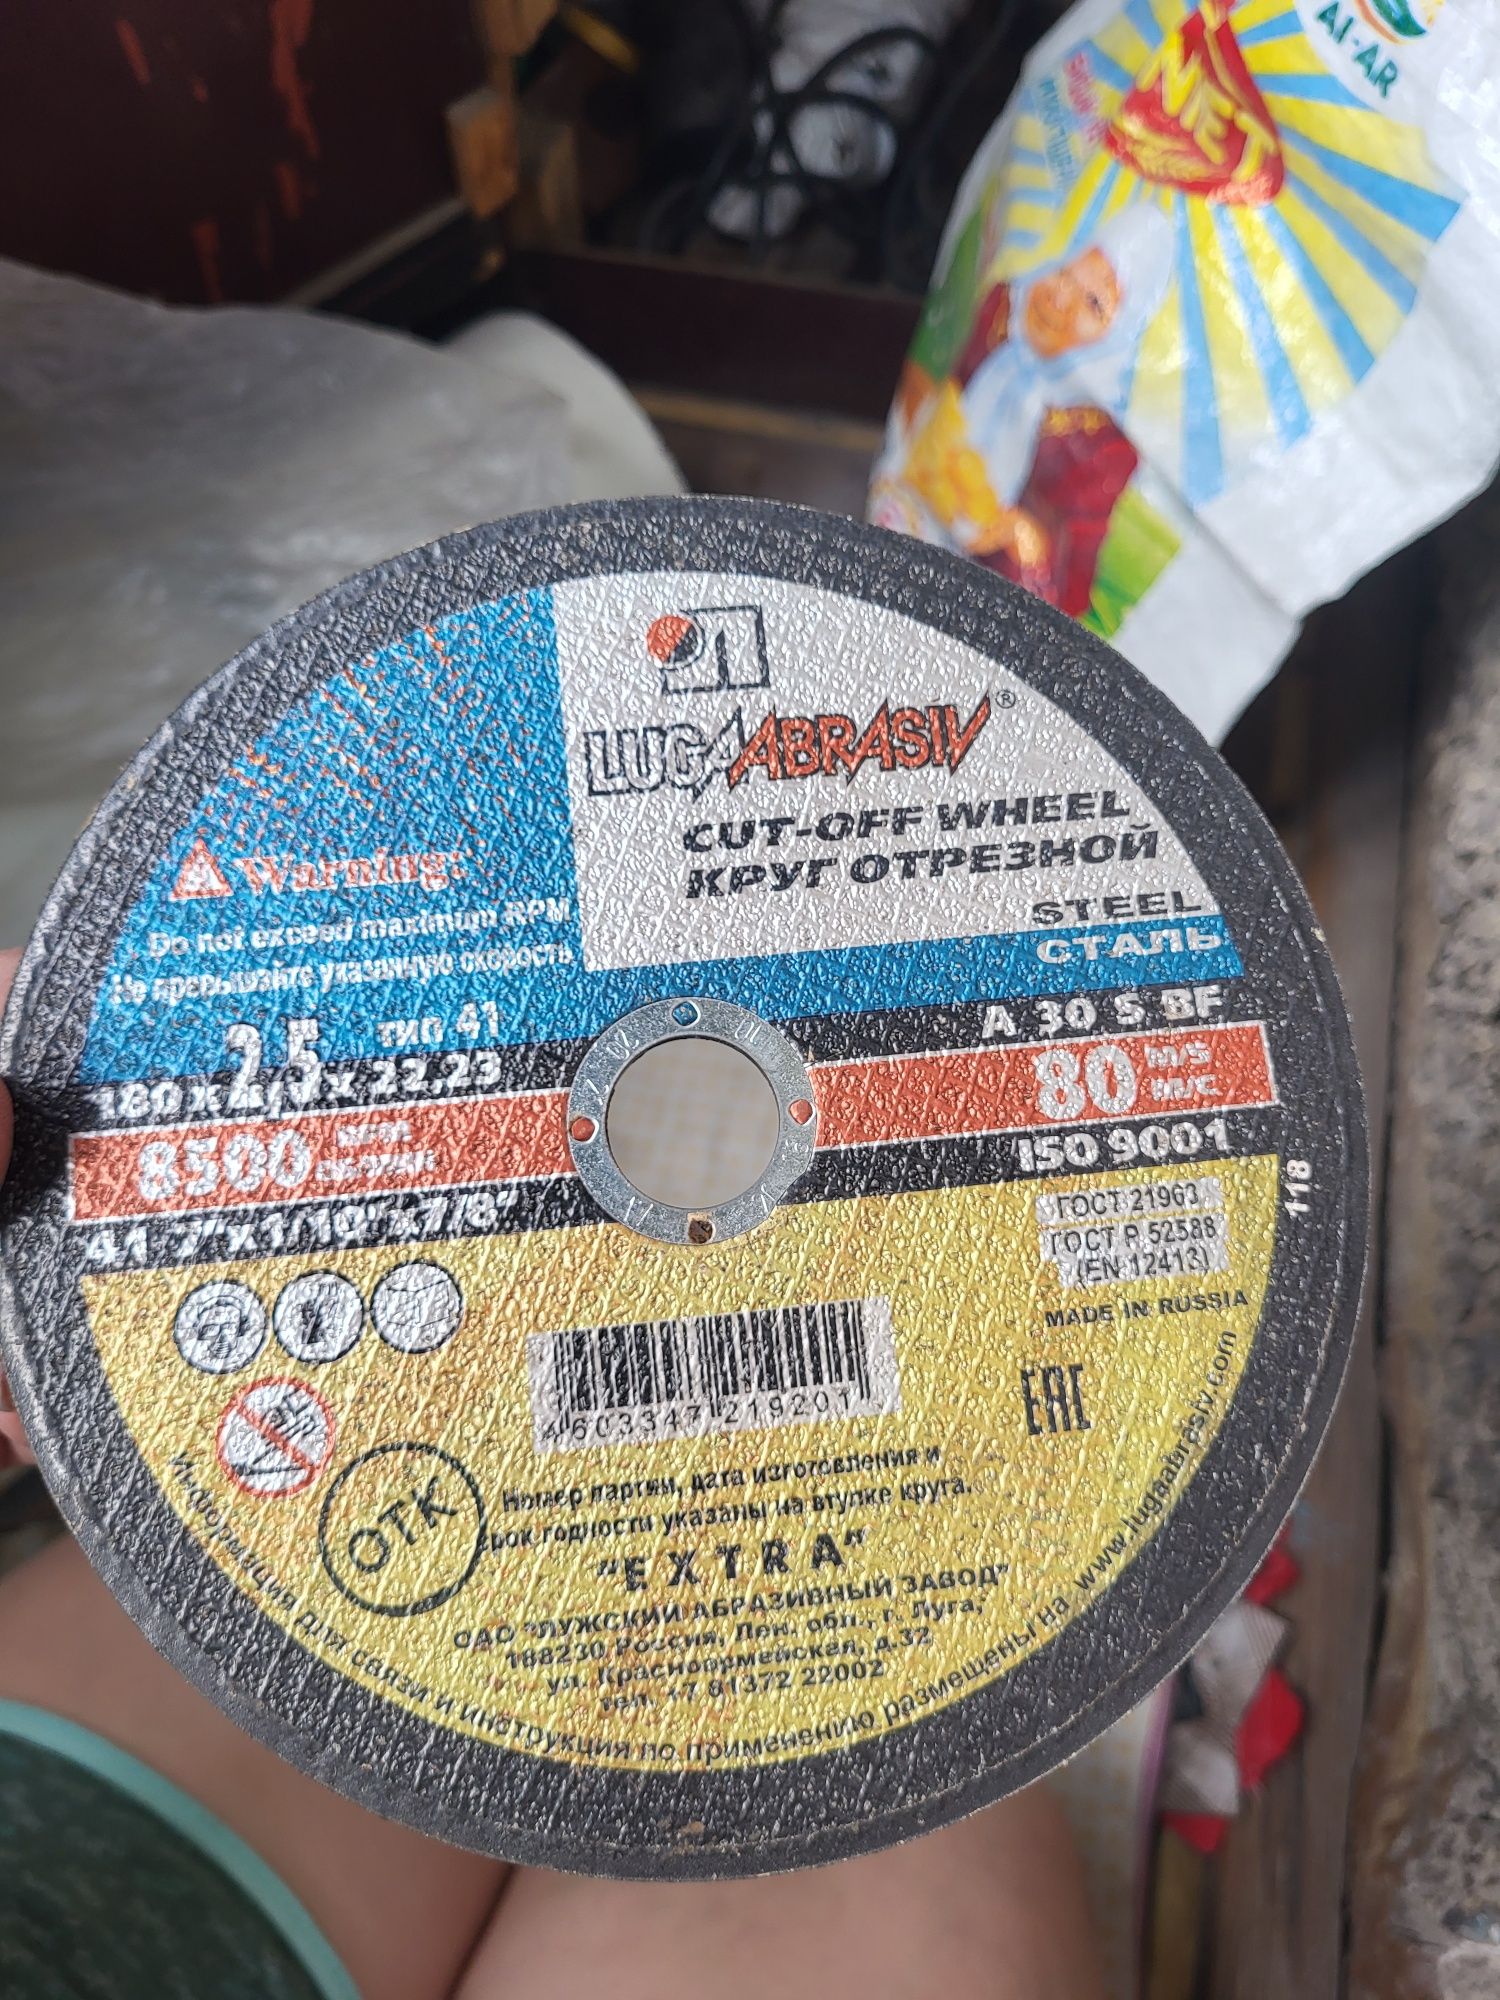 AI-AR
NET
LUGAABRASIV®
CUT-OFF WHEEL
КРУГ ОТРЕЗНОЙ
STEEL
СТАЛЬ
Warning:
Do not exceed maximum RPM
Не превышайте указанную скорость
2,5 тип 41
180 x x 22,23
A 30 S BF
8500
80 M/S
М/С
41 7"x1/10"x7/8"
ISO 9001
118
ГОСТ 21963
ГОСТ Р 52588
(EN 12413)
MADE IN RUSSIA
4 603347 219201
EAC
ОТК
Номер партии, дата изготовления и
срок годности указаны на втулке круга.
"EXTRA"
ОАО "ЛУЖСКИЙ АБРАЗИВНЫЙ ЗАВОД"
188230 Россия, Лен. обл., г. Луга,
ул. Красноармейская, д.32
тел. +7 81372 22002
Информация для связи и инструкция по применению размещены на www.lugaabrasiv.com